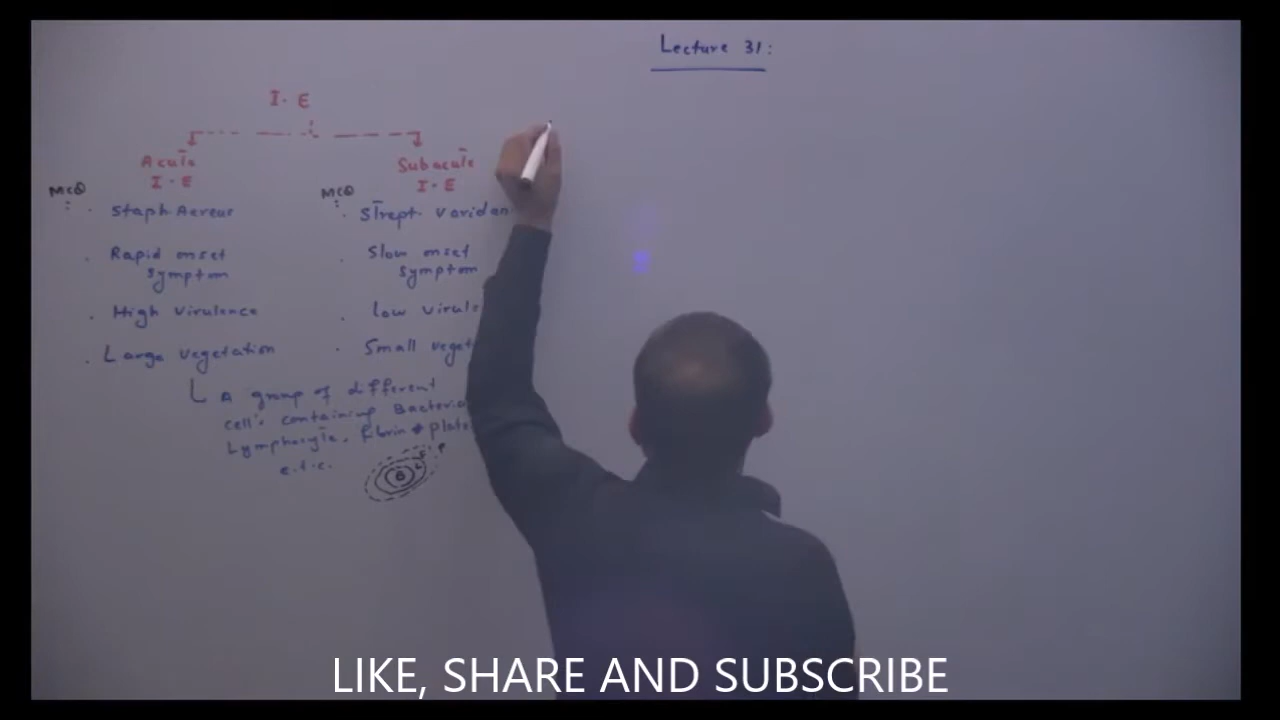 Lecture 31:
I. E
Acute
I. E
MCQ
:
. Staph Aereus
. Rapid onset
symptom
. High virulence
. Large vegetation
A group of different
cell's containing Bacteria
Lymphocyte, Fibrin + plate
e.t.c.
B L F P
Subacute
I. E
MCQ
:
. Strept. Varidan
. Slow onset
symptom
. Low virule
. Small veget
LIKE, SHARE AND SUBSCRIBE